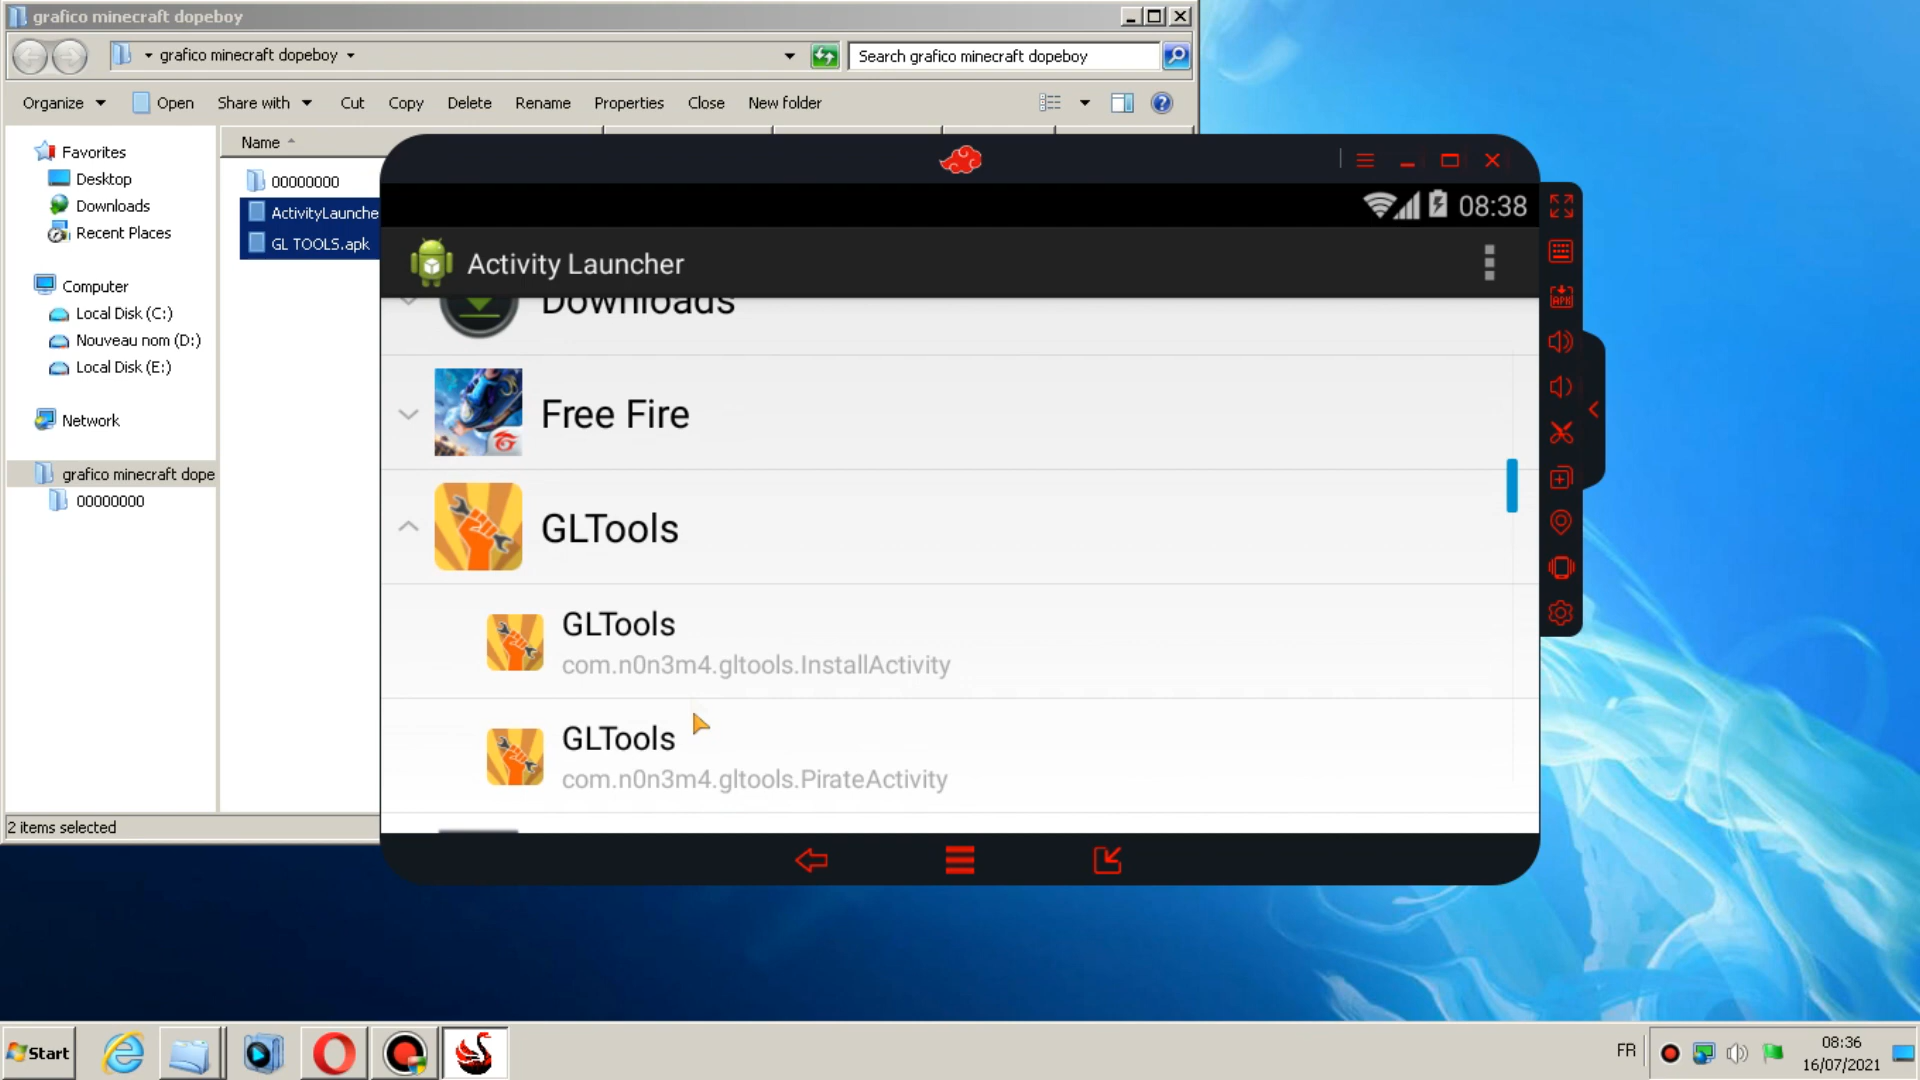 grafico minecraft dopeboy
grafico minecraft dopeboy
Search grafico minecraft dopeboy
Organize
Open
Share with
Cut
Copy
Delete
Rename
Properties
Close
New folder
Favorites
Desktop
Downloads
Recent Places
Computer
Local Disk (C:)
Nouveau nom (D:)
Local Disk (E:)
Network
grafico minecraft dope
00000000
Name
00000000
ActivityLaunche
GL TOOLS.apk
2 items selected
08:38
Activity Launcher
Downloads
Free Fire
GLTools
GLTools
com.n0n3m4.gltools.InstallActivity
GLTools
com.n0n3m4.gltools.PirateActivity
APK
Start
FR
08:36
16/07/2021